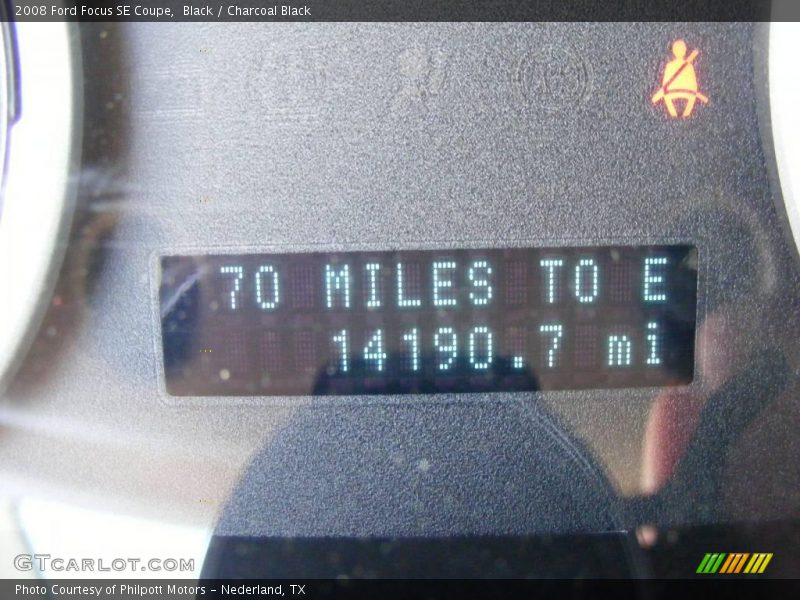 2008 Ford Focus SE Coupe,  Black / Charcoal Black
70 MILES TO E
14190.7 mi
GTCARLOT.COM
Photo Courtesy of Philpott Motors - Nederland, TX